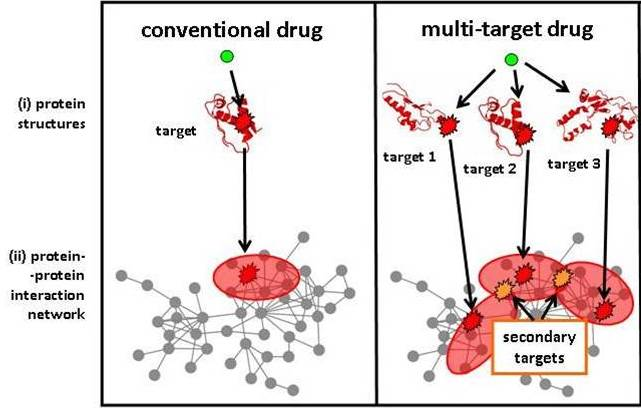 conventional drug
multi-target drug
(i) protein
structures
target
target 1
target 2
target 3
(ii) protein-
-protein
interaction
network
secondary
targets